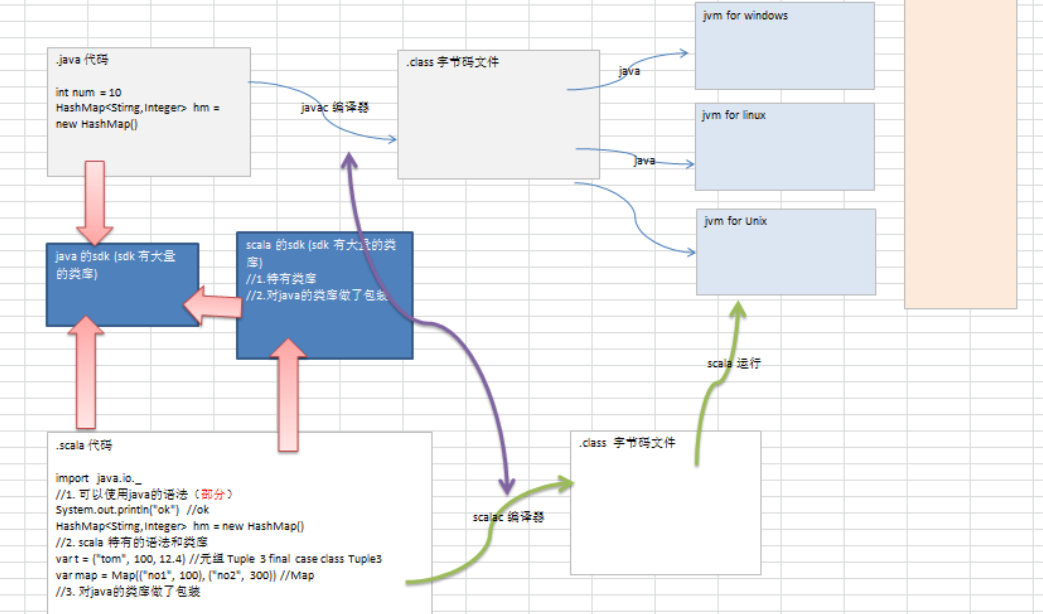 jvm for windows
.java 代码
int num = 10
HashMap<Stirng,Integer> hm =
new HashMap()
.class 字节码文件
java
javac 编译器
jvm for linux
java
jvm for Unix
java 的sdk (sdk 有大量
的类库)
scala 的sdk (sdk 有大量的类
库)
//1.特有类库
//2.对java的类库做了包装
scala 运行
.scala 代码
import java.io._
//1. 可以使用java的语法（部分）
System.out.println("ok") //ok
HashMap<Stirng,Integer> hm = new HashMap()
//2. scala 特有的语法和类库
var t = ("tom", 100, 12.4) //元组 Tuple 3 final case class Tuple3
var map = Map(("no1", 100), ("no2", 300)) //Map
//3. 对java的类库做了包装
.class 字节码文件
scalac 编译器